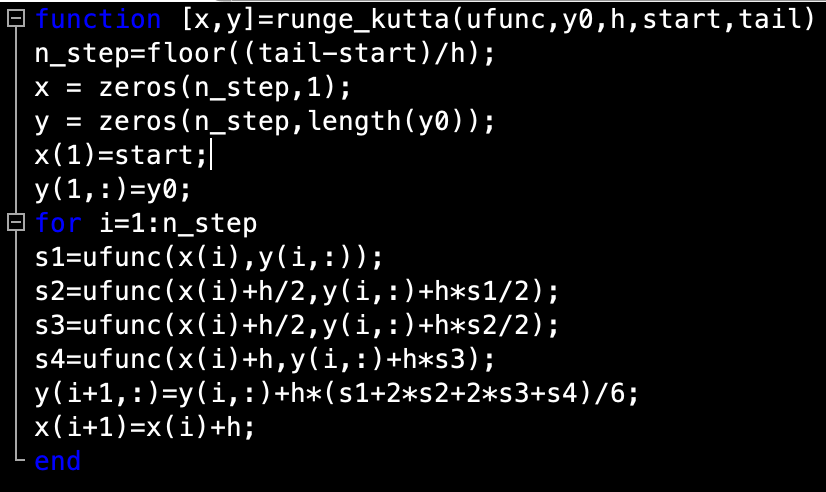 function [x,y]=runge_kutta(ufunc,y0,h,start,tail)
n_step=floor((tail-start)/h);
x = zeros(n_step,1);
y = zeros(n_step,length(y0));
x(1)=start;
y(1,:)=y0;
for i=1:n_step
s1=ufunc(x(i),y(i,:));
s2=ufunc(x(i)+h/2,y(i,:)+h*s1/2);
s3=ufunc(x(i)+h/2,y(i,:)+h*s2/2);
s4=ufunc(x(i)+h,y(i,:)+h*s3);
y(i+1,:)=y(i,:)+h*(s1+2*s2+2*s3+s4)/6;
x(i+1)=x(i)+h;
end